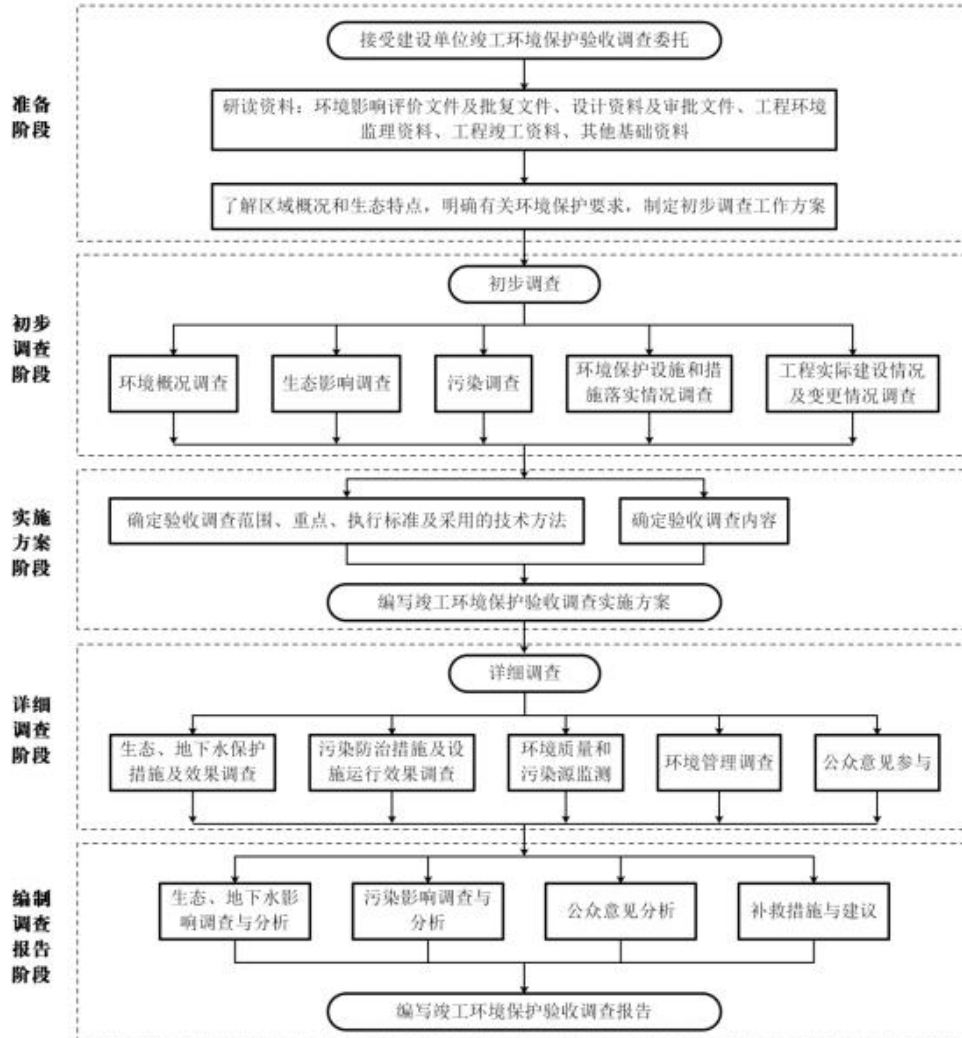 准备
阶段
接受建设单位竣工环境保护验收调查委托
研读资料：环境影响评价文件及批复文件、设计资料及审批文件、工程环境
监理资料、工程竣工资料、其他基础资料
了解区域概况和生态特点，明确有关环境保护要求，制定初步调查工作方案
初步
调查
阶段
初步调查
环境概况调查
生态影响调查
污染调查
环境保护设施和措
施落实情况调查
工程实际建设情况
及变更情况调查
实施
方案
阶段
确定验收调查范围、重点、执行标准及采用的技术方法
确定验收调查内容
编写竣工环境保护验收调查实施方案
详细
调查
阶段
详细调查
生态、地下水保护
措施及效果调查
污染防治措施及设
施运行效果调查
环境质量和
污染源监测
环境管理调查
公众意见参与
编制
调查
报告
阶段
生态、地下水影
响调查与分析
污染影响调查与
分析
公众意见分析
补救措施与建议
编写竣工环境保护验收调查报告